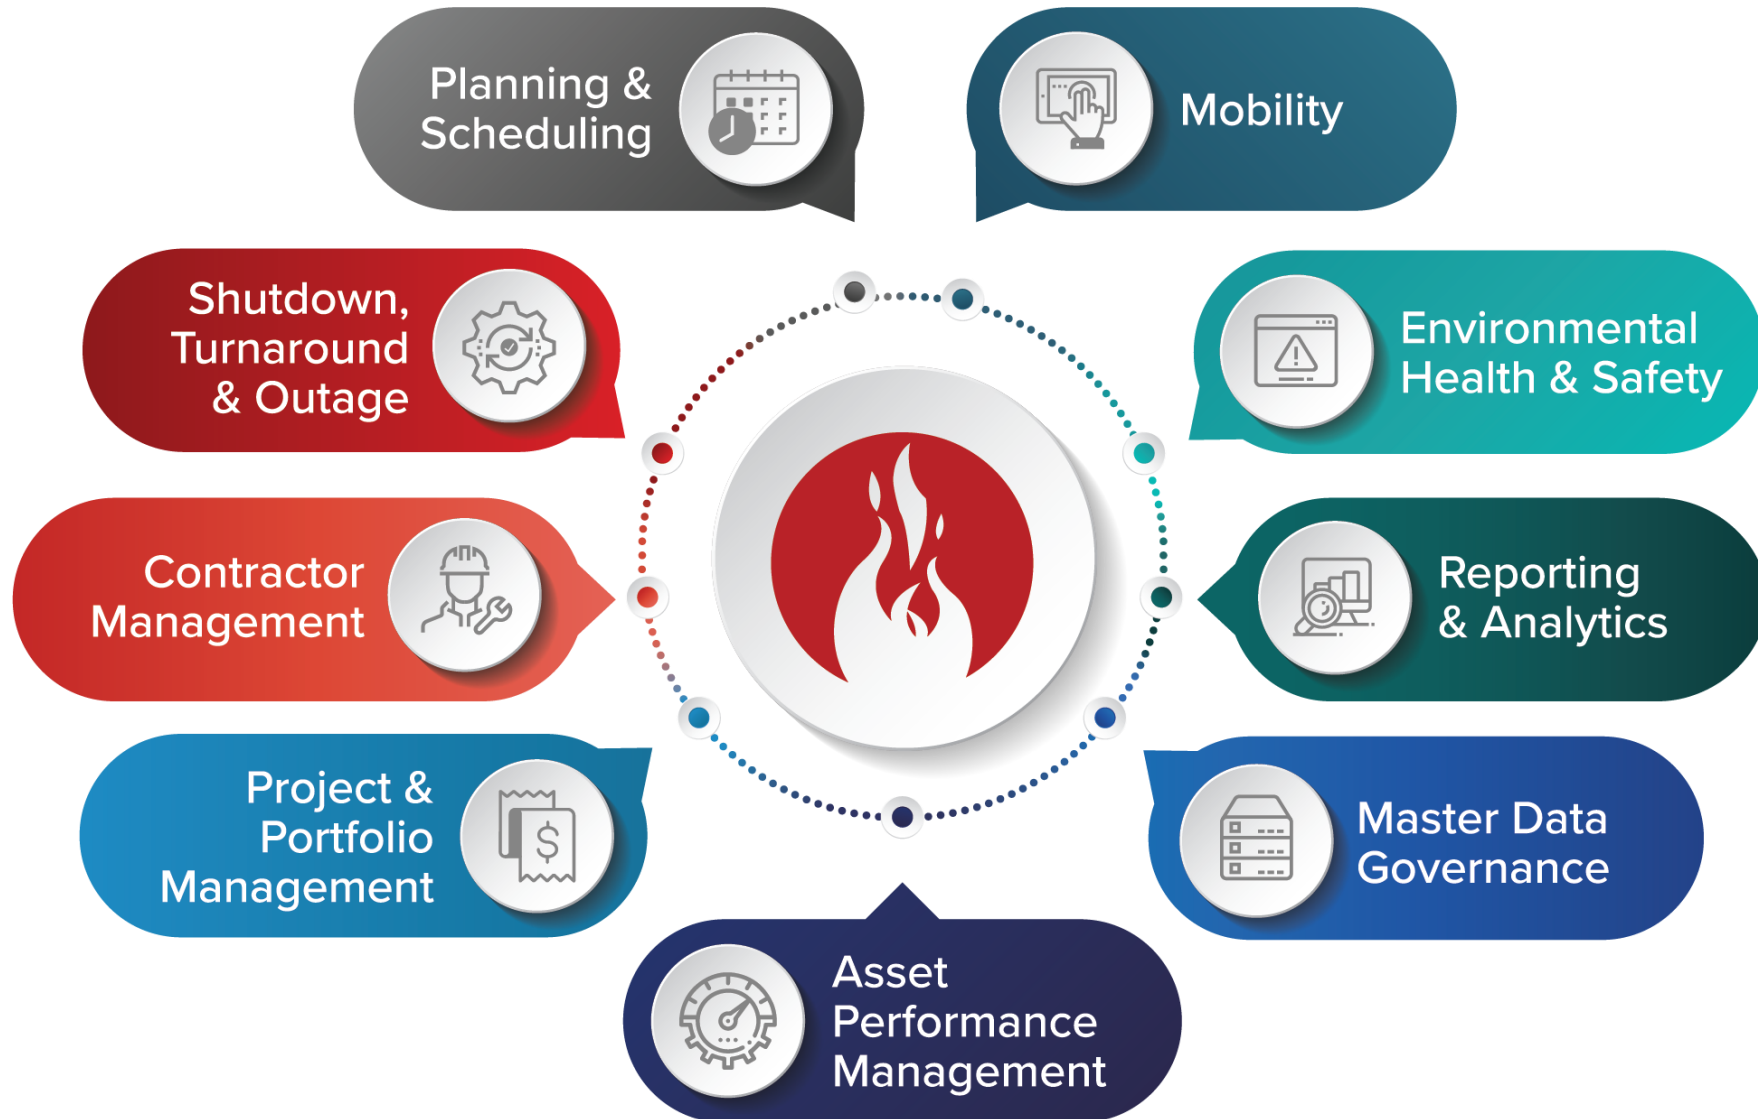 Planning &
Scheduling
Mobility
Shutdown,
Turnaround
& Outage
Environmental
Health & Safety
Contractor
Management
Reporting
& Analytics
Project &
Portfolio
Management
$
Master Data
Governance
Asset
Performance
Management